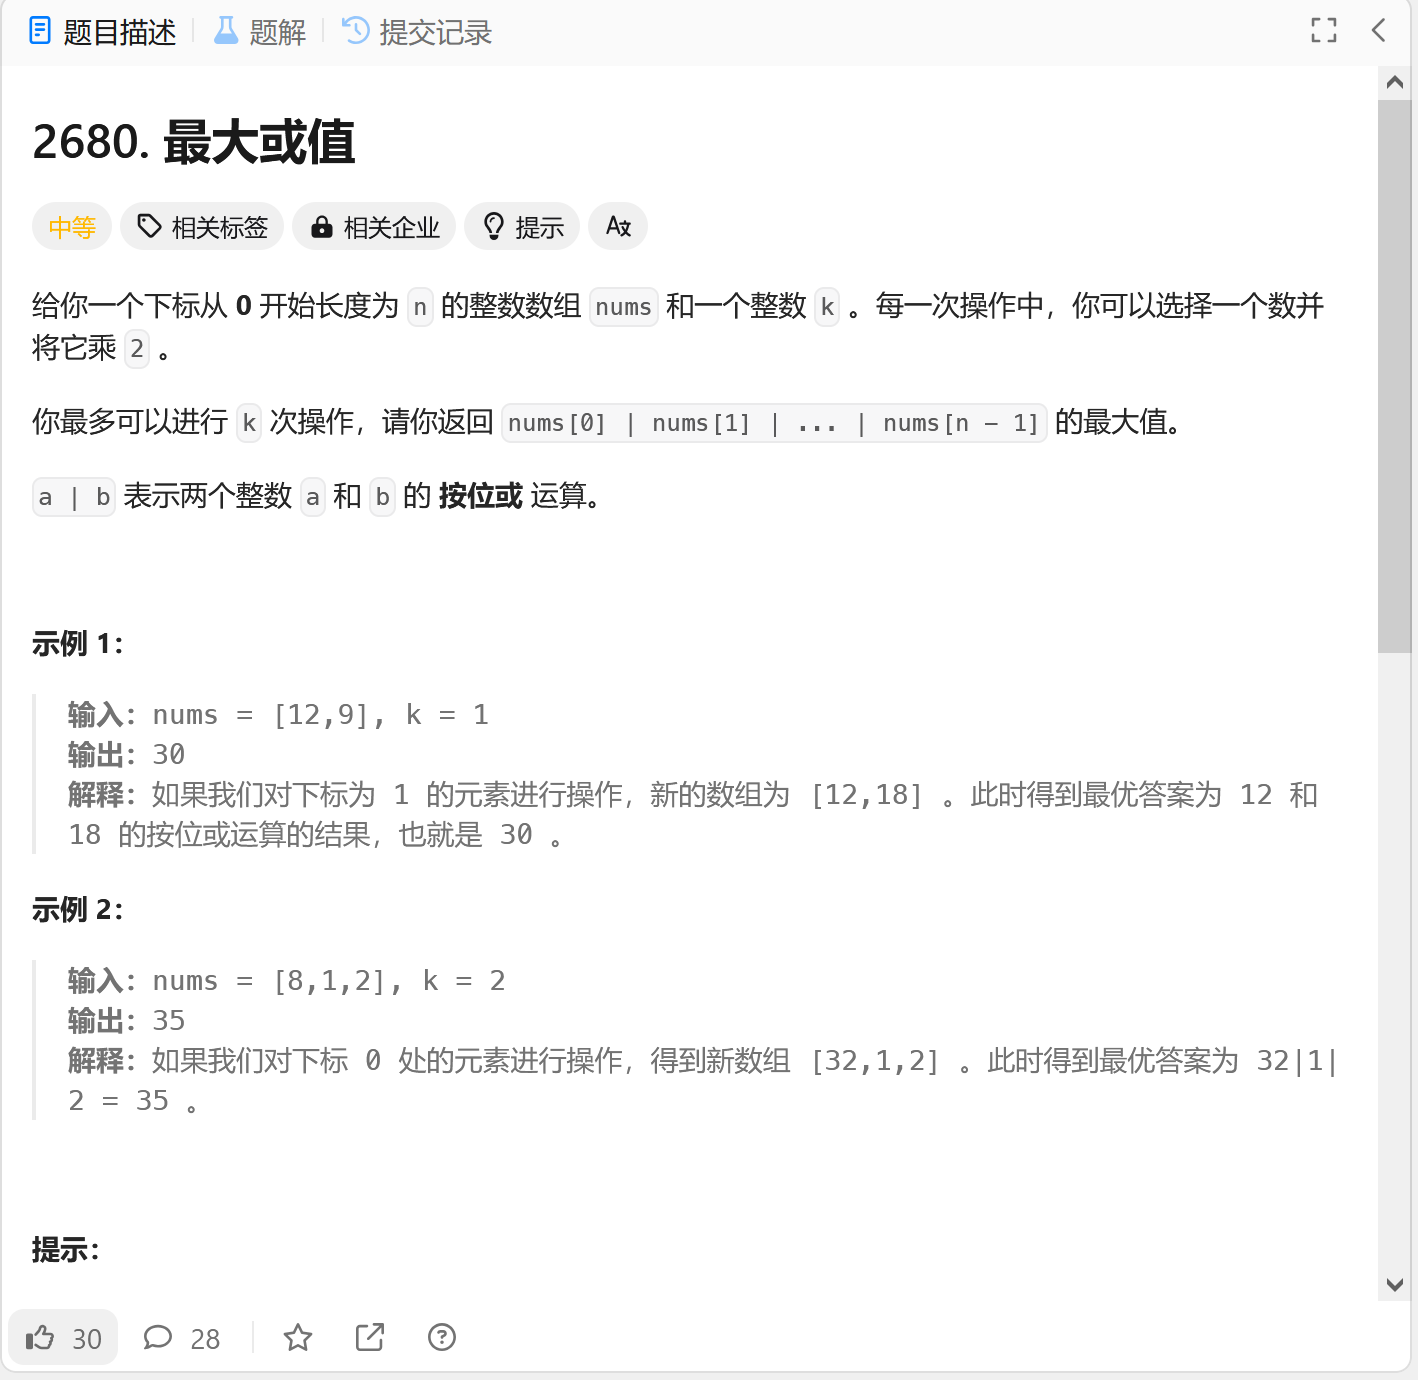 题目描述 题解 提交记录
2680. 最大或值
中等 相关标签 相关企业 提示
给你一个下标从 0 开始长度为 n 的整数数组 nums 和一个整数 k 。每一次操作中，你可以选择一个数并
将它乘 2 。
你最多可以进行 k 次操作，请你返回 nums[0] | nums[1] | ... | nums[n - 1] 的最大值。
a | b 表示两个整数 a 和 b 的 按位或 运算。
示例 1：
输入：nums = [12,9], k = 1
输出：30
解释：如果我们对下标为 1 的元素进行操作，新的数组为 [12,18] 。此时得到最优答案为 12 和
18 的按位或运算的结果，也就是 30 。
示例 2：
输入：nums = [8,1,2], k = 2
输出：35
解释：如果我们对下标 0 处的元素进行操作，得到新数组 [32,1,2] 。此时得到最优答案为 32|1|
2 = 35 。
提示：
30 28